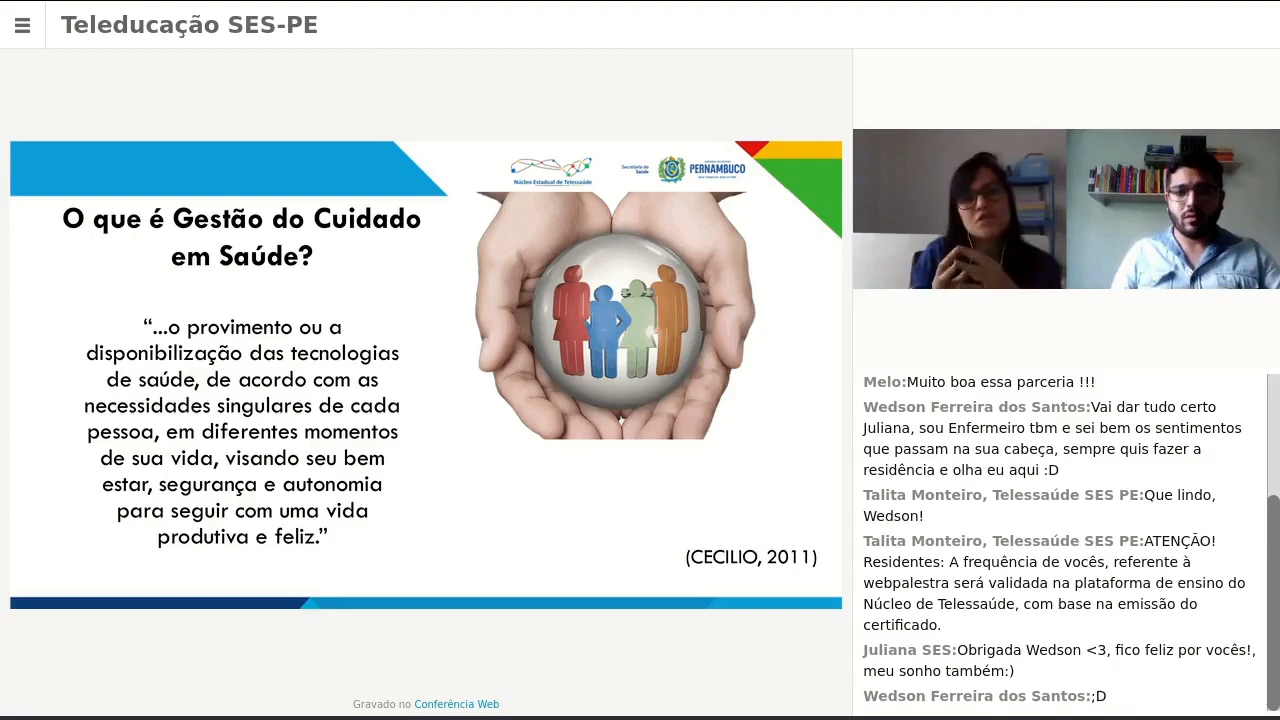 Teleducação SES-PE
Núcleo Estadual de Telessaúde
Secretaria de
Saúde
PERNAMBUCO
O que é Gestão do Cuidado
em Saúde?
“...o provimento ou a
disponibilização das tecnologias
de saúde, de acordo com as
necessidades singulares de cada
pessoa, em diferentes momentos
de sua vida, visando seu bem
estar, segurança e autonomia
para seguir com uma vida
produtiva e feliz.”
(CECILIO, 2011)
Gravado no Conferência Web
Melo:Muito boa essa parceria !!!
Wedson Ferreira dos Santos:Vai dar tudo certo
Juliana, sou Enfermeiro tbm e sei bem os sentimentos
que passam na sua cabeça, sempre quis fazer a
residência e olha eu aqui :D
Talita Monteiro, Telessaúde SES PE:Que lindo,
Wedson!
Talita Monteiro, Telessaúde SES PE:ATENÇÃO!
Residentes: A frequência de vocês, referente à
webpalestra será validada na plataforma de ensino do
Núcleo de Telessaúde, com base na emissão do
certificado.
Juliana SES:Obrigada Wedson <3, fico feliz por vocês!,
meu sonho também:)
Wedson Ferreira dos Santos:;D